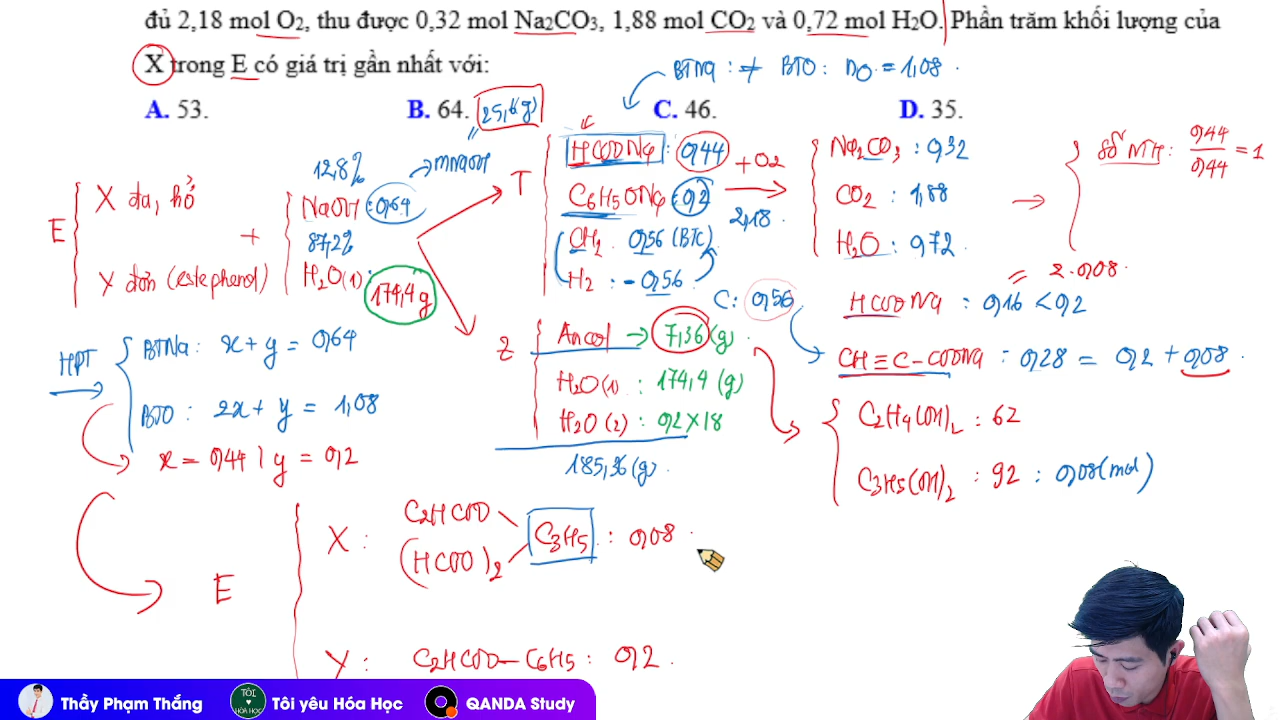 đủ 2,18 mol O2, thu được 0,32 mol Na2CO3, 1,88 mol CO2 và 0,72 mol H2O. Phần trăm khối lượng của
X trong E có giá trị gần nhất với:
BTNa : → BTO : nO = 1,08 .
A. 53. B. 64. C. 46. D. 35.
25,6(g)
12,8% mNaOH
E X đa, hở + NaOH : 0,64
87,2%
Y đơn (este phenol) H2O(1) : 174,4 g
T HCOONa : 0,44 + O2
C6H5ONa : 0,2 2,18
CH2 0,56 (BTC)
H2 : - 0,56
Na2CO3 : 0,32
CO2 : 1,88
H2O : 0,72
số MH : 0,44 / 0,44 = 1
= 2.0,08
C : 0,56 HCOONa : 0,16 < 0,2
CH≡C-COONa : 0,28 = 0,2 + 0,08 .
Z Ancol → 7,36 (g)
H2O(1) : 174,4 (g)
H2O (2) : 0,2 X 18
185,36 (g) .
HPT BTNa : x + y = 0,64
BTO : 2x + y = 1,08
x = 0,44 ; y = 0,2
C2H4(OH)2 : 62
C3H5(OH)2 : 92 : 0,08 (mol)
E X : C2HCOO
(HCOO)2 C3H5 : 0,08 .
Y : C2HCOO-C6H5 : 0,2 .
Thầy Phạm Thắng TÔI HÓA HỌC Tôi yêu Hóa Học QANDA Study